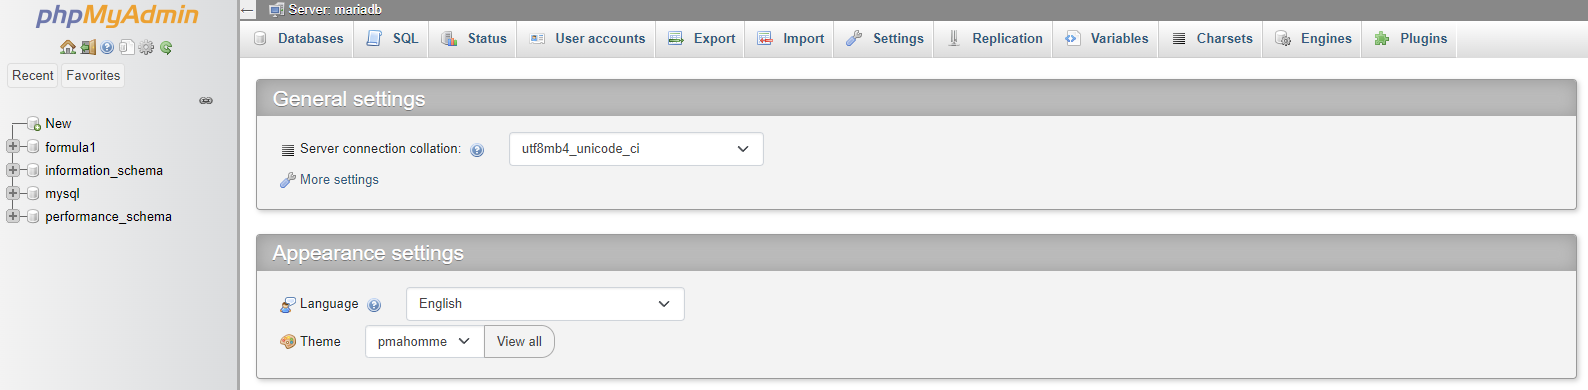 phpMyAdmin
Recent Favorites
New
formula1
information_schema
mysql
performance_schema
Server: mariadb
Databases SQL Status User accounts Export Import Settings Replication Variables Charsets Engines Plugins
General settings
Server connection collation: utf8mb4_unicode_ci
More settings
Appearance settings
Language English
Theme pmahomme View all